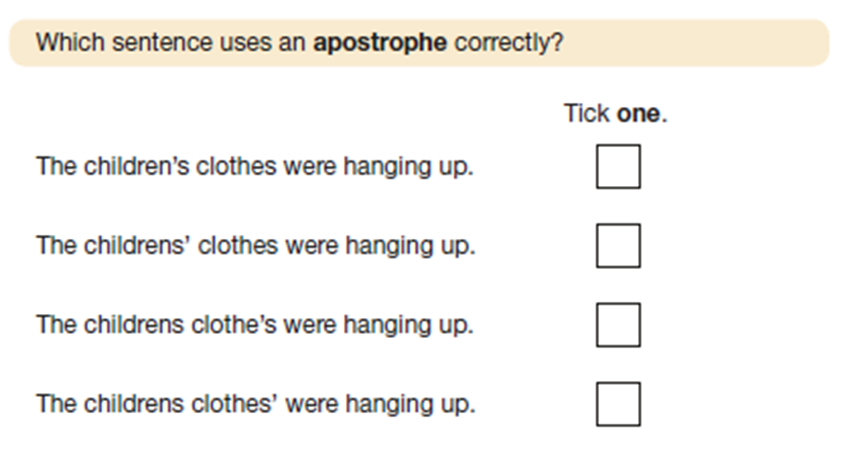 Which sentence uses an apostrophe correctly?
Tick one.
The children’s clothes were hanging up.
The childrens’ clothes were hanging up.
The childrens clothe’s were hanging up.
The childrens clothes’ were hanging up.